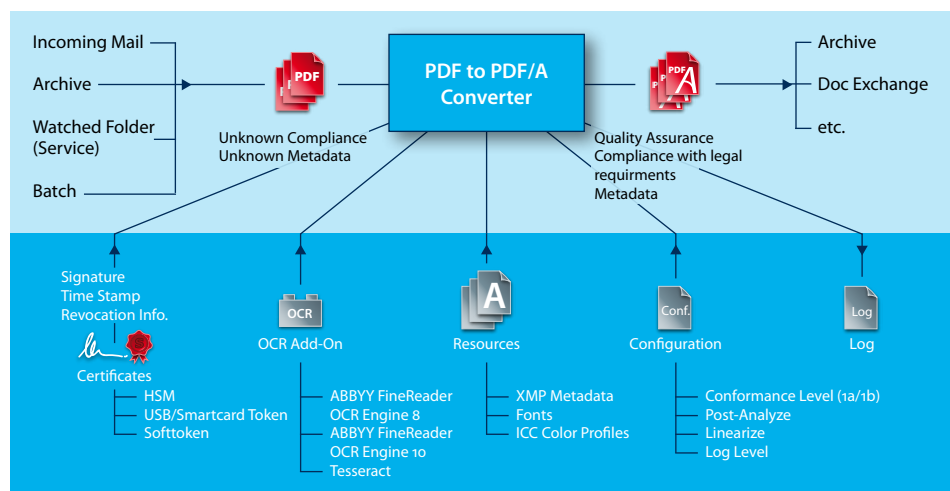 Incoming Mail
Archive
Watched Folder
(Service)
Batch
PDF
Unknown Compliance
Unknown Metadata
PDF to PDF/A
Converter
PDF
A
Quality Assurance
Compliance with legal
requirments
Metadata
Archive
Doc Exchange
etc.
Signature
Time Stamp
Revocation Info.
Certificates
HSM
USB/Smartcard Token
Softtoken
OCR
OCR Add-On
ABBYY FineReader
OCR Engine 8
ABBYY FineReader
OCR Engine 10
Tesseract
A
Resources
XMP Metadata
Fonts
ICC Color Profiles
Conf.
Configuration
Conformance Level (1a/1b)
Post-Analyze
Linearize
Log Level
Log
Log